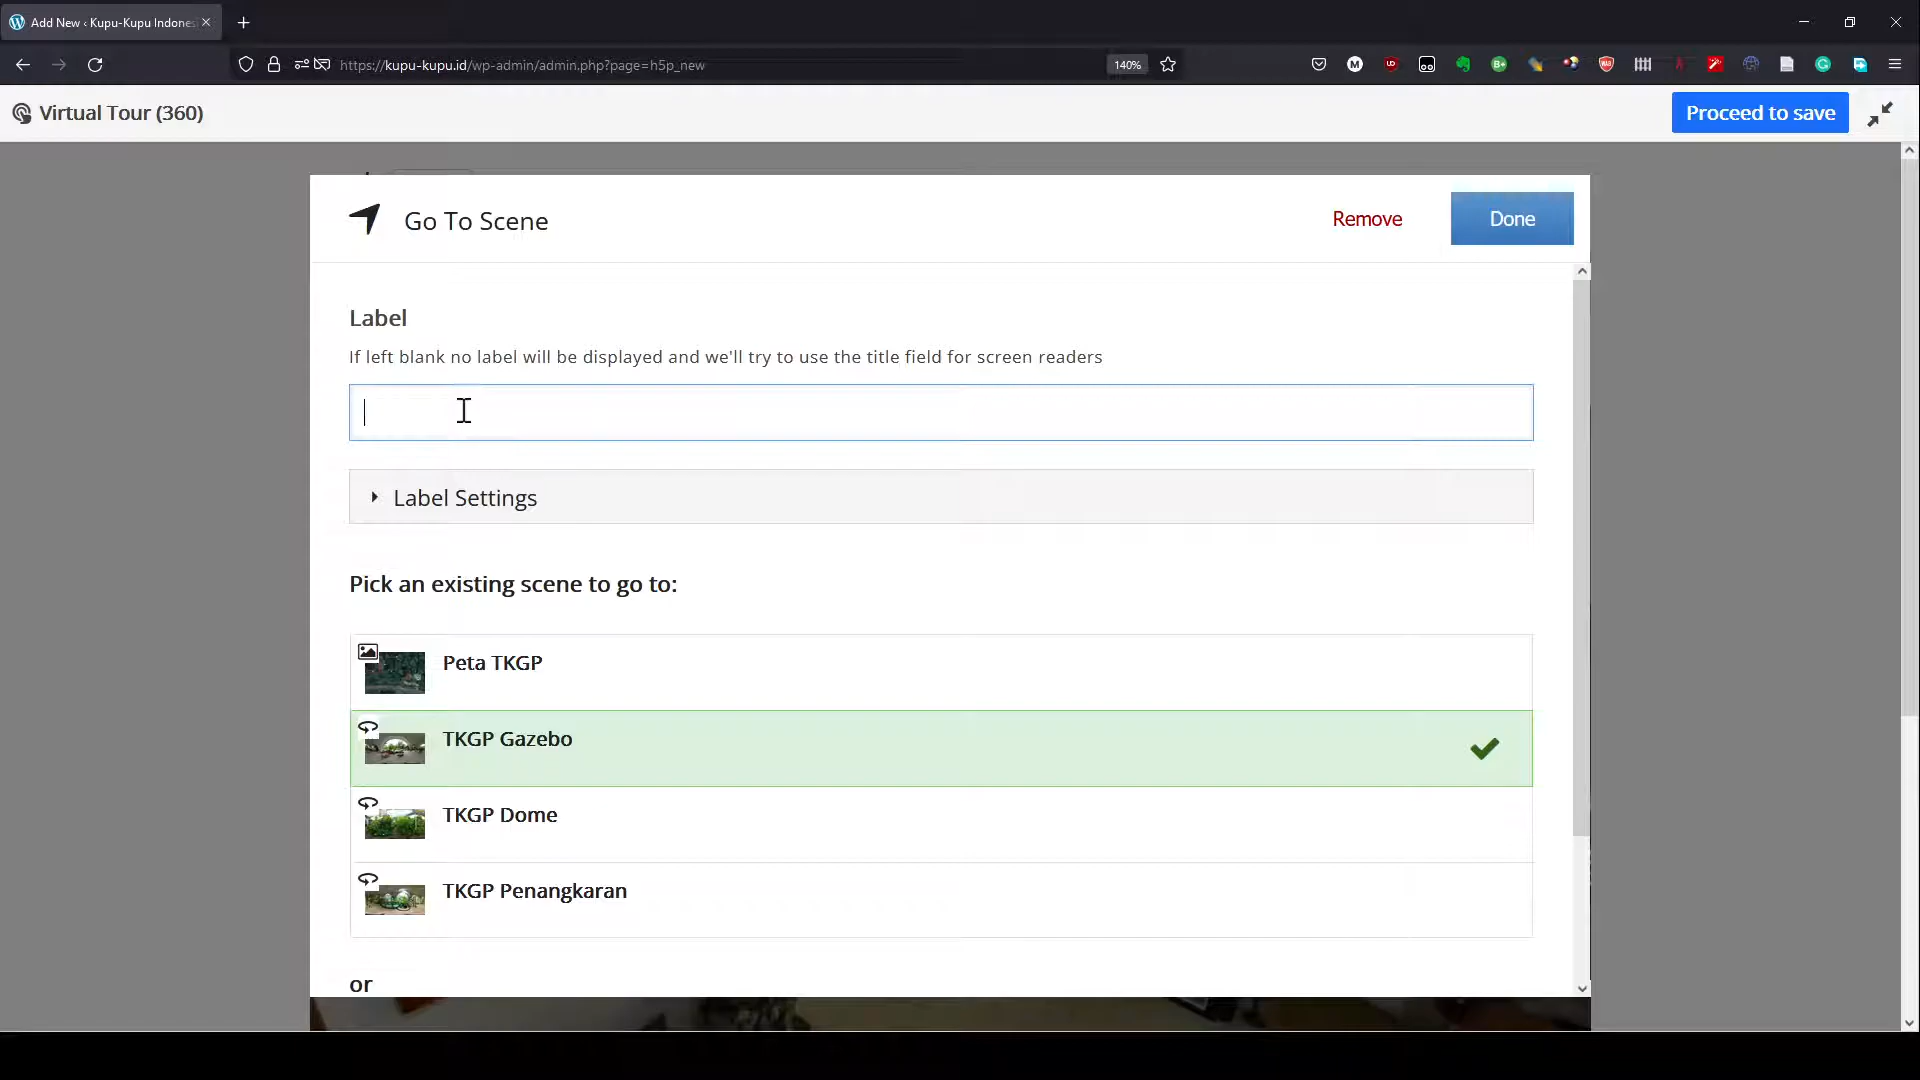 Add New ‹ Kupu-Kupu Indones
https://kupu-kupu.id/wp-admin/admin.php?page=h5p_new
140%
Virtual Tour (360)
Proceed to save
Go To Scene
Remove
Done
Label
If left blank no label will be displayed and we'll try to use the title field for screen readers
Label Settings
Pick an existing scene to go to:
Peta TKGP
TKGP Gazebo
TKGP Dome
TKGP Penangkaran
or